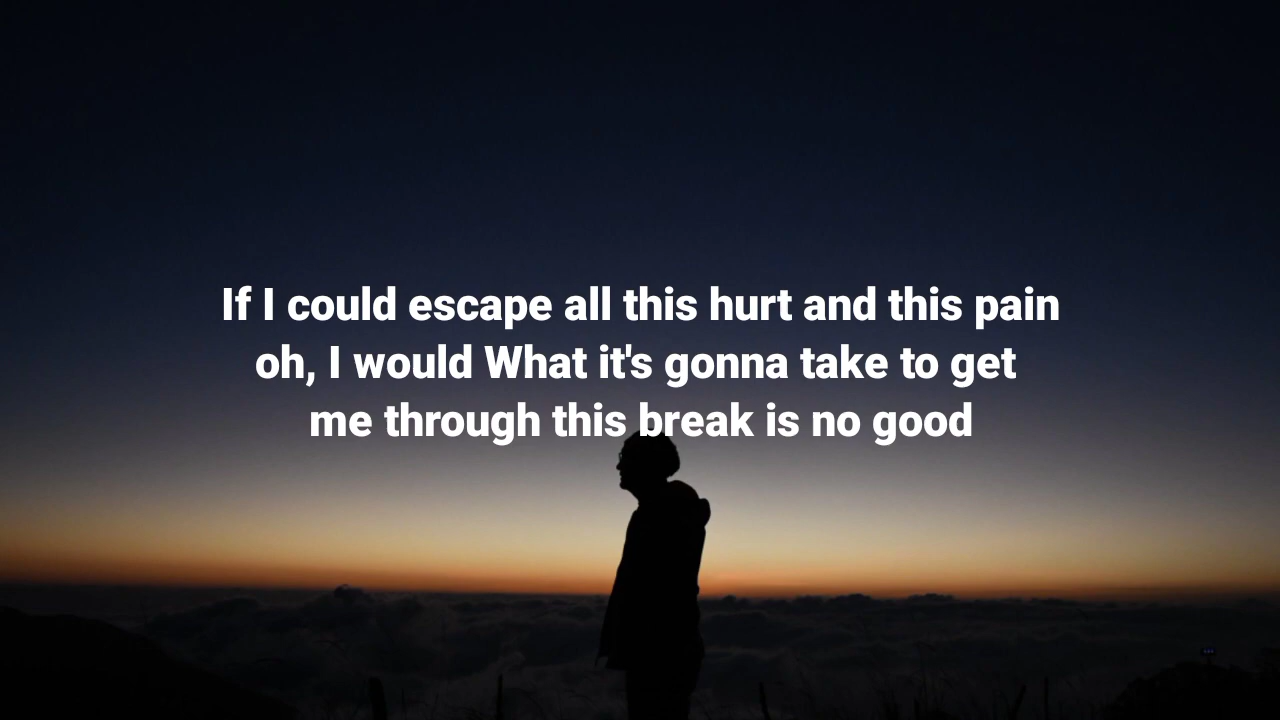 If I could escape all this hurt and this pain
oh, I would What it's gonna take to get
me through this break is no good